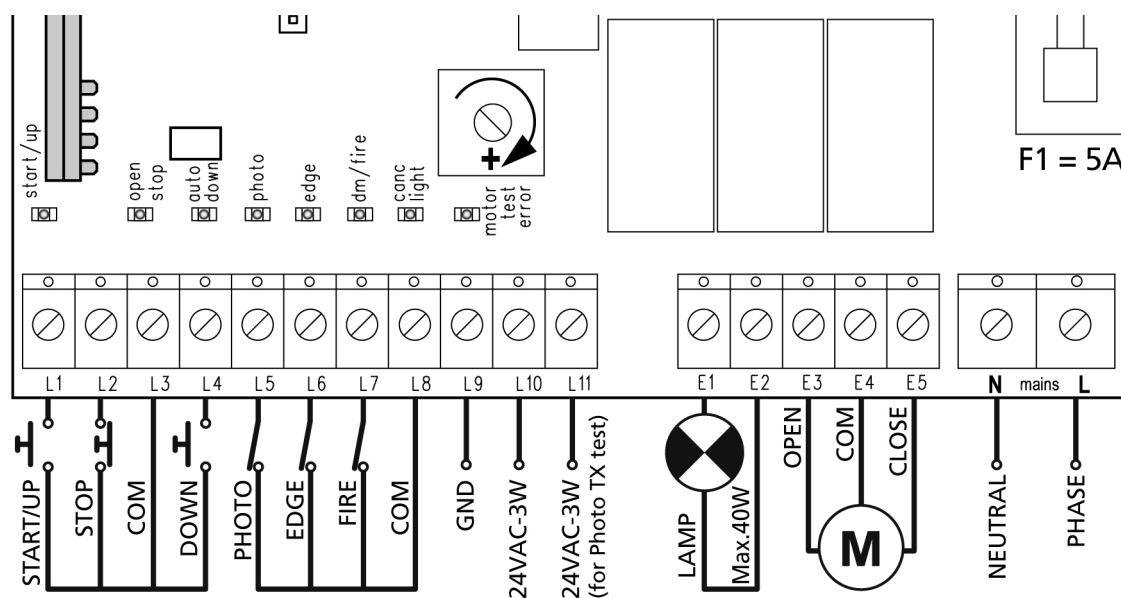 F1 = 5A
start/up
open
stop
auto
down
photo
edge
dm/fire
canc
light
+
motor
test
error
L1 L2 L3 L4 L5 L6 L7 L8 L9 L10 L11
E1 E2 E3 E4 E5
N mains L
START/UP
STOP
COM
DOWN
PHOTO
EDGE
FIRE
COM
GND
24VAC-3W
24VAC-3W
(for Photo TX test)
LAMP
Max.40W
OPEN
COM
CLOSE
M
NEUTRAL
PHASE